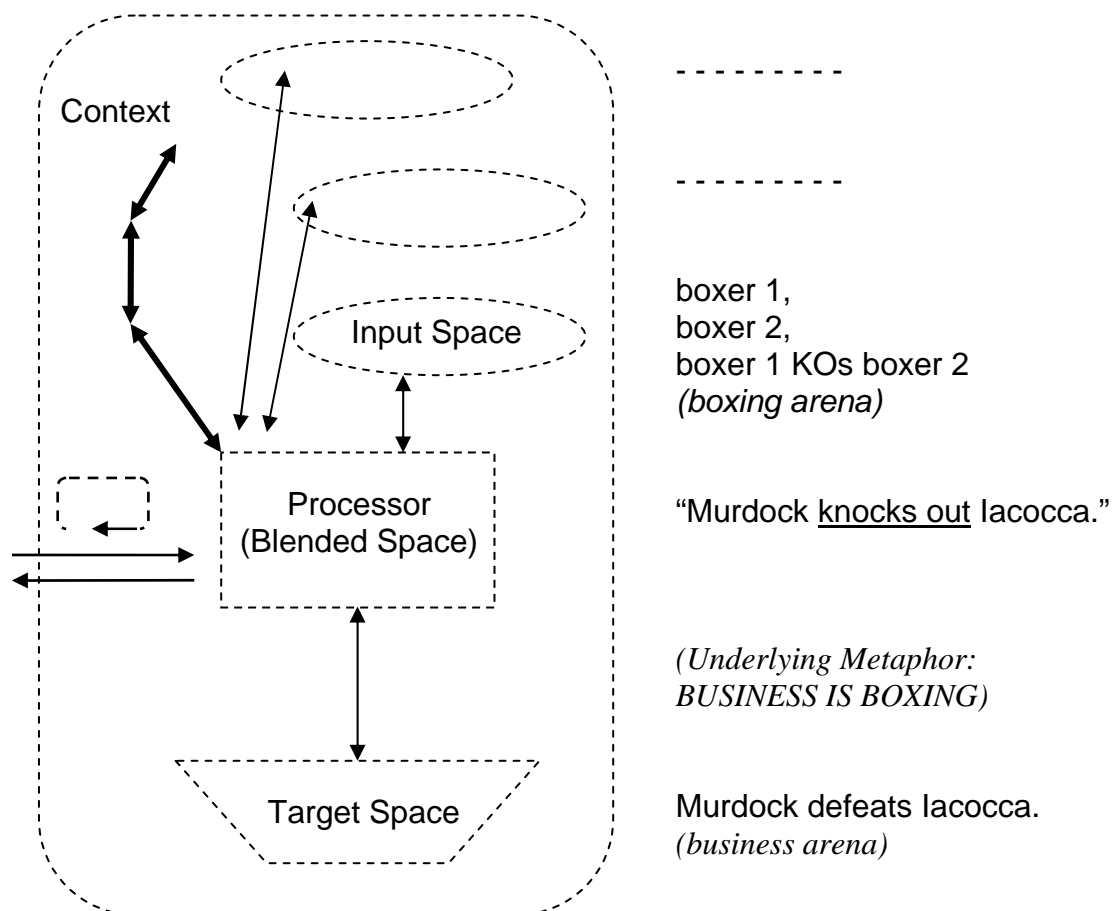 - - - - - - - - -
Context
- - - - - - - - -
boxer 1,
boxer 2,
Input Space
boxer 1 KOs boxer 2
(boxing arena)
Processor
(Blended Space)
“Murdock knocks out Iacocca.”
(Underlying Metaphor:
BUSINESS IS BOXING)
Target Space
Murdock defeats Iacocca.
(business arena)